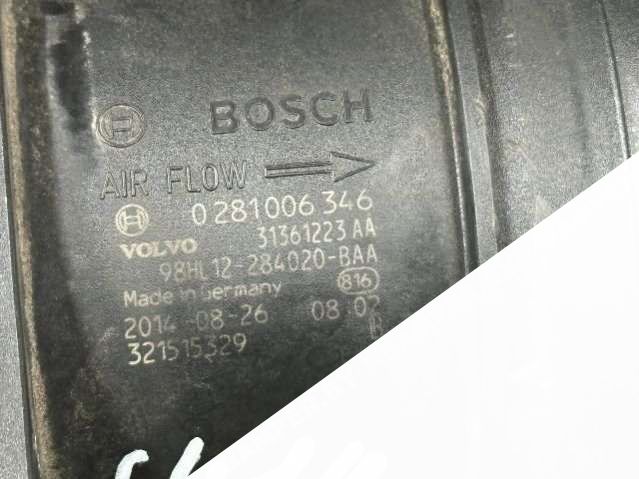 BOSCH
AIR FLOW
0 281 006 346
VOLVO 31361223 AA
98HL12-284020-BAA
Made in Germany 816
2014-08-26 08:02
321515329